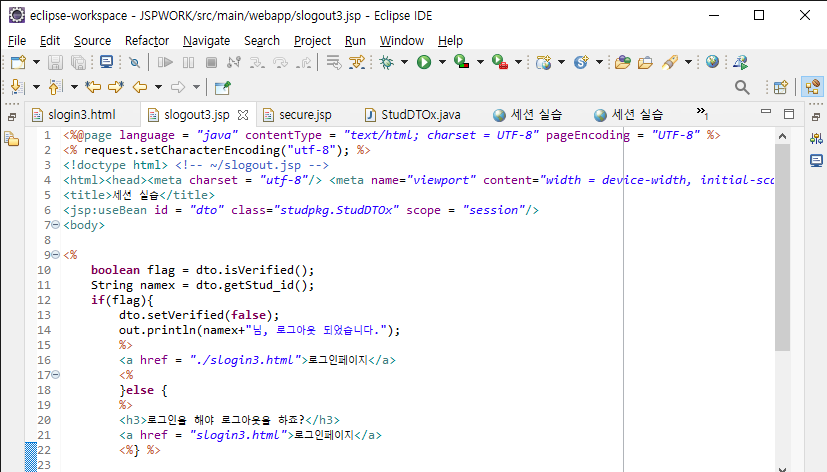 eclipse-workspace - JSPWORK/src/main/webapp/slogout3.jsp - Eclipse IDE
File Edit Source Refactor Navigate Search Project Run Window Help
slogin3.html slogout3.jsp secure.jsp StudDTOx.java 세션 실습 세션 실습 »1
1 <%@page language = "java" contentType = "text/html; charset = UTF-8" pageEncoding = "UTF-8" %>
2 <% request.setCharacterEncoding("utf-8"); %>
3 <!doctype html> <!-- ~/slogout.jsp -->
4 <html><head><meta charset = "utf-8"/> <meta name="viewport" content="width = device-width, initial-sca
5 <title>세션 실습</title>
6 <jsp:useBean id = "dto" class="studpkg.StudDTOx" scope = "session"/>
7 <body>
8
9 <%
10 boolean flag = dto.isVerified();
11 String namex = dto.getStud_id();
12 if(flag){
13 dto.setVerified(false);
14 out.println(namex+"님, 로그아웃 되었습니다.");
15 %>
16 <a href = "./slogin3.html">로그인페이지</a>
17 <%
18 }else {
19 %>
20 <h3>로그인을 해야 로그아웃을 하죠?</h3>
21 <a href = "slogin3.html">로그인페이지</a>
22 <%} %>
23